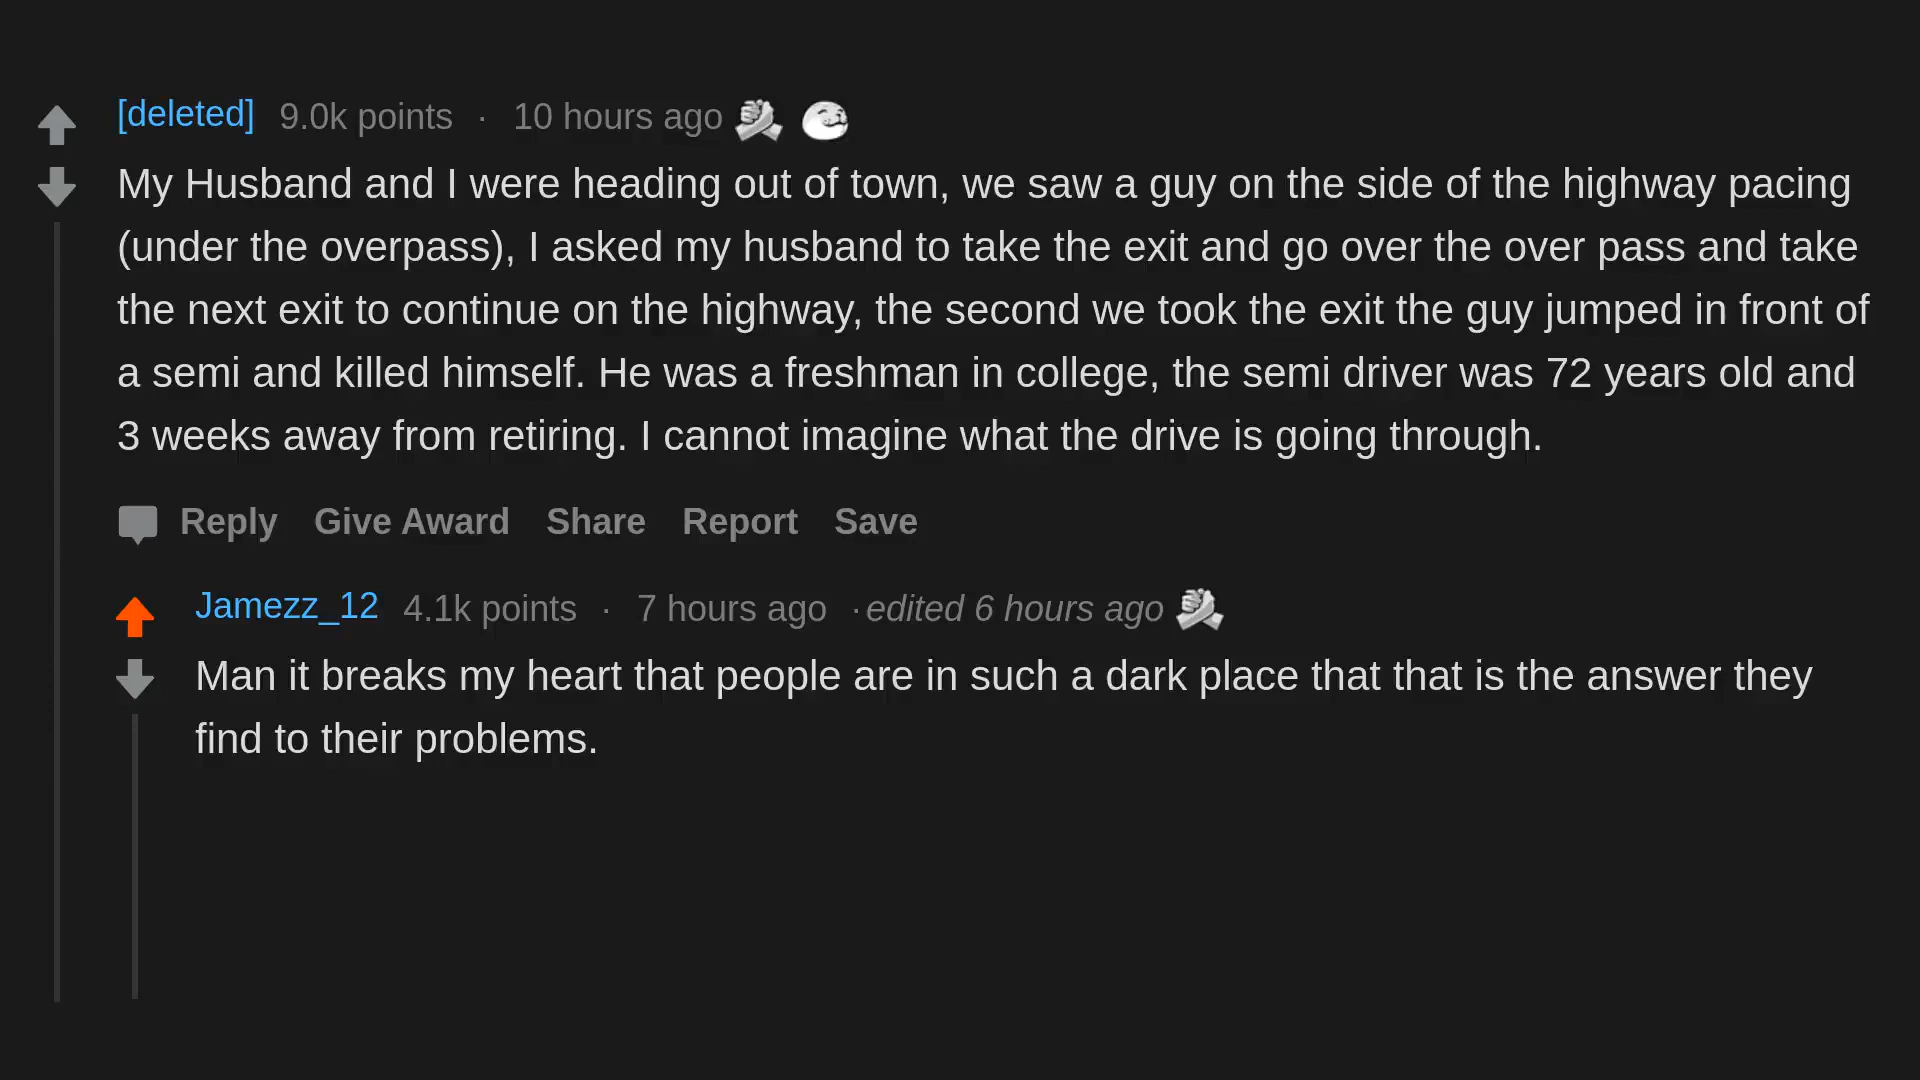 [deleted] 9.0k points · 10 hours ago
My Husband and I were heading out of town, we saw a guy on the side of the highway pacing
(under the overpass), I asked my husband to take the exit and go over the over pass and take
the next exit to continue on the highway, the second we took the exit the guy jumped in front of
a semi and killed himself. He was a freshman in college, the semi driver was 72 years old and
3 weeks away from retiring. I cannot imagine what the drive is going through.
Reply Give Award Share Report Save
Jamezz_12 4.1k points · 7 hours ago · edited 6 hours ago
Man it breaks my heart that people are in such a dark place that that is the answer they
find to their problems.